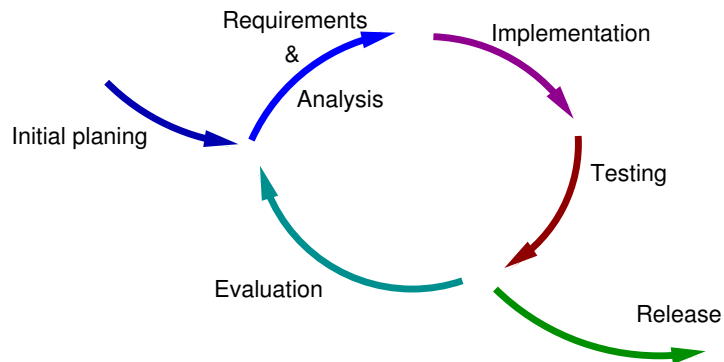 Requirements
&
Analysis
Implementation
Initial planing
Testing
Evaluation
Release